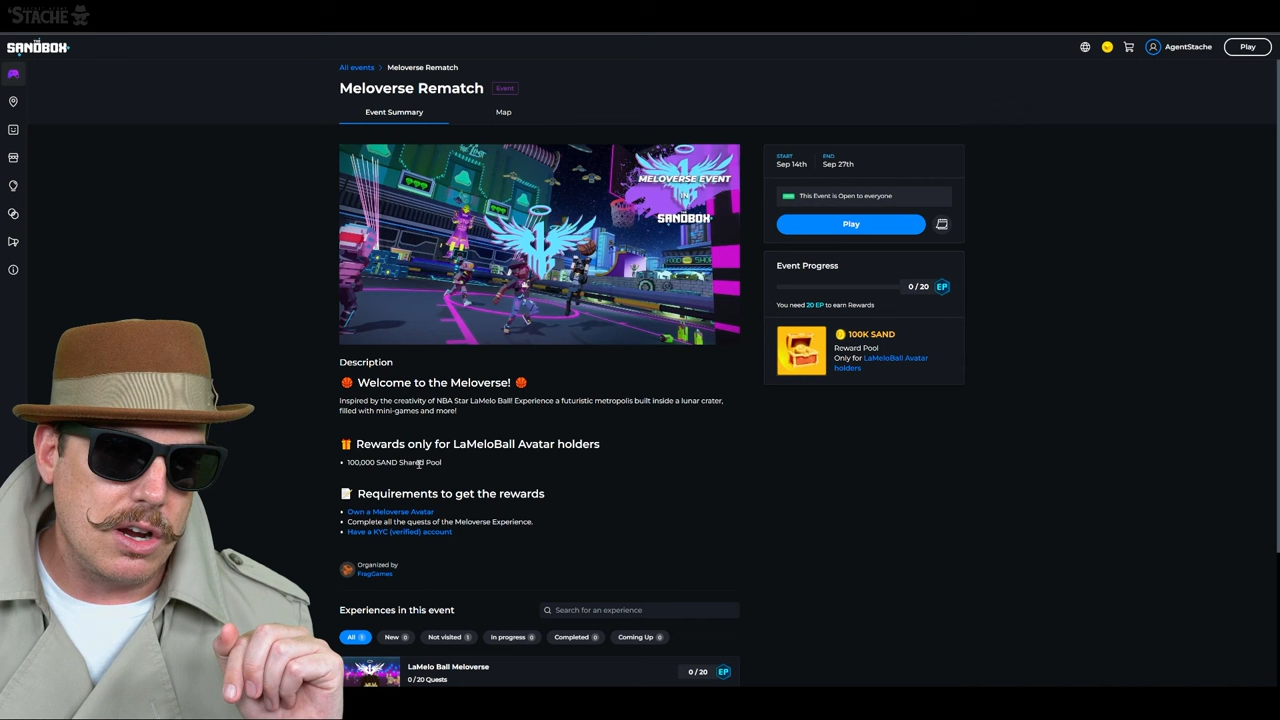 'STACHE
THE
SANDBOX
AgentStache
Play
All events > Meloverse Rematch
Meloverse Rematch
Event
Event Summary
Map
MELOVERSE EVENT
IN
SANDBOX
FOOD
SHOP
START
Sep 14th
END
Sep 27th
This Event is Open to everyone
Play
Event Progress
0 / 20 EP
You need 20 EP to earn Rewards
100K SAND
Reward Pool
Only for LaMeloBall Avatar
holders
Description
Welcome to the Meloverse!
Inspired by the creativity of NBA Star LaMelo Ball! Experience a futuristic metropolis built inside a lunar crater,
filled with mini-games and more!
Rewards only for LaMeloBall Avatar holders
• 100,000 SAND Shared Pool
Requirements to get the rewards
• Own a Meloverse Avatar
• Complete all the quests of the Meloverse Experience.
• Have a KYC (verified) account
Organized by
FragGames
Experiences in this event
Search for an experience
All 1
New 0
Not visited 1
In progress 0
Completed 0
Coming Up 0
LaMelo Ball Meloverse
0 / 20 Quests
0 / 20 EP